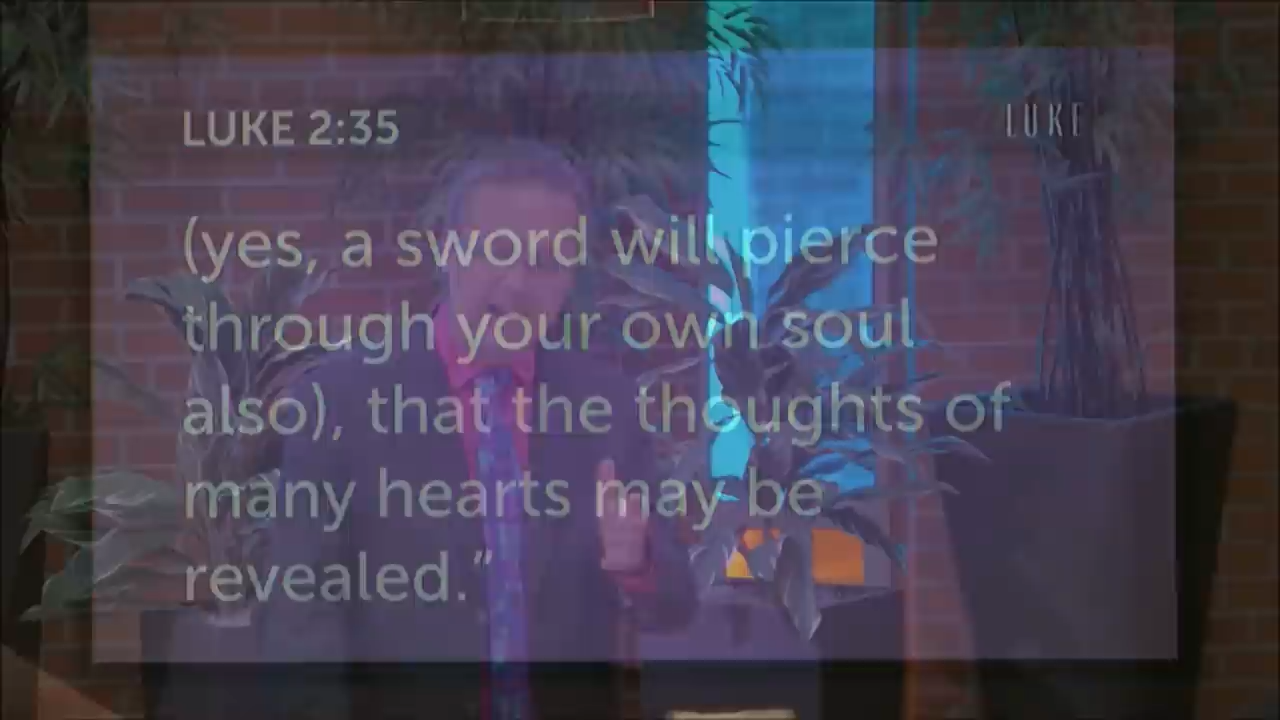 LUKE 2:35
LUKE
(yes, a sword will pierce
through your own soul
also), that the thoughts of
many hearts may be
revealed.”